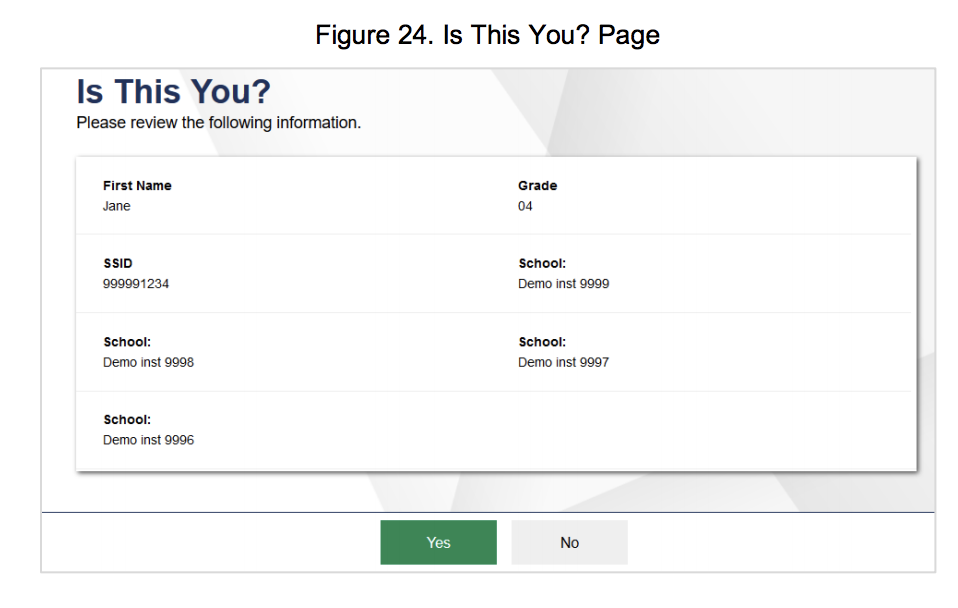 Figure 24. Is This You? Page
Is This You?
Please review the following information.
First Name
Jane
Grade
04
SSID
999991234
School:
Demo inst 9999
School:
Demo inst 9998
School:
Demo inst 9997
School:
Demo inst 9996
Yes
No